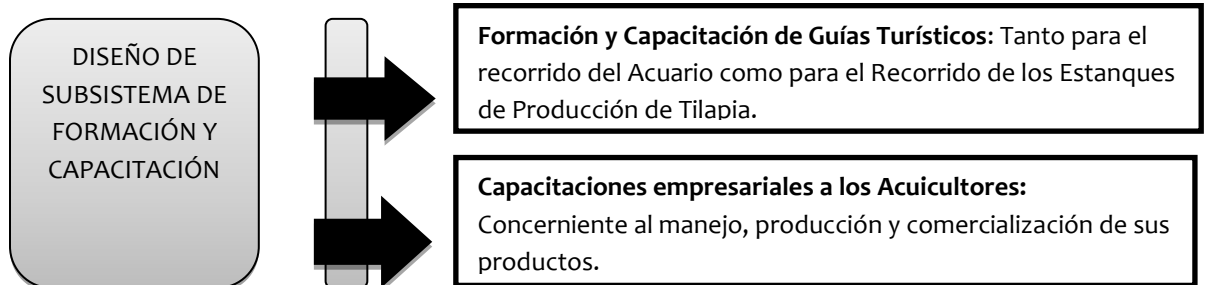 DISEÑO DE
SUBSISTEMA DE
FORMACIÓN Y
CAPACITACIÓN
Formación y Capacitación de Guías Turísticos: Tanto para el
recorrido del Acuario como para el Recorrido de los Estanques
de Producción de Tilapia.
Capacitaciones empresariales a los Acuicultores:
Concerniente al manejo, producción y comercialización de sus
productos.